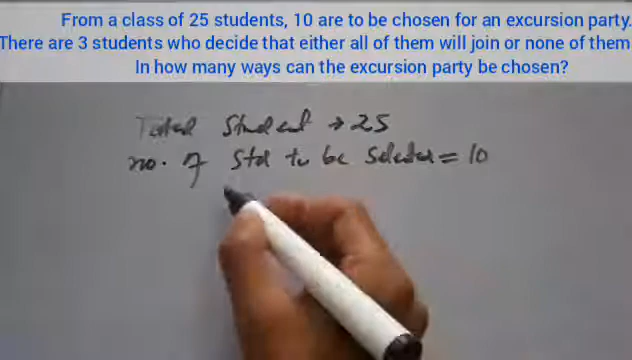 From a class of 25 students, 10 are to be chosen for an excursion party.
There are 3 students who decide that either all of them will join or none of them
In how many ways can the excursion party be chosen?
Total Student → 25
no. of Std to be Selected = 10